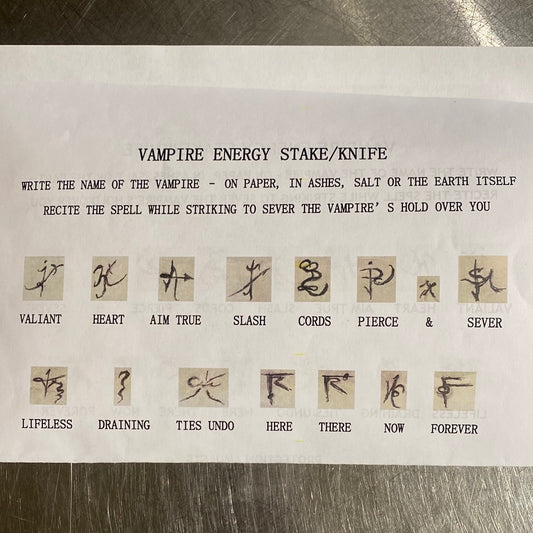 VAMPIRE ENERGY STAKE/KNIFE
WRITE THE NAME OF THE VAMPIRE - ON PAPER, IN ASHES, SALT OR THE EARTH ITSELF
RECITE THE SPELL WHILE STRIKING TO SEVER THE VAMPIRE' S HOLD OVER YOU
VALIANT HEART AIM TRUE SLASH CORDS PIERCE & SEVER
LIFELESS DRAINING TIES UNDO HERE THERE NOW FOREVER